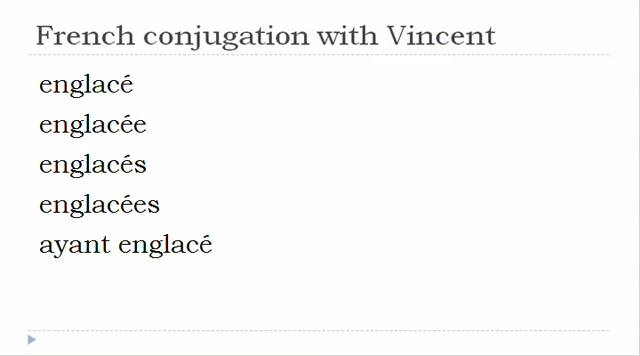 French conjugation with Vincent
englacé
englacée
englacés
englacées
ayant englacé